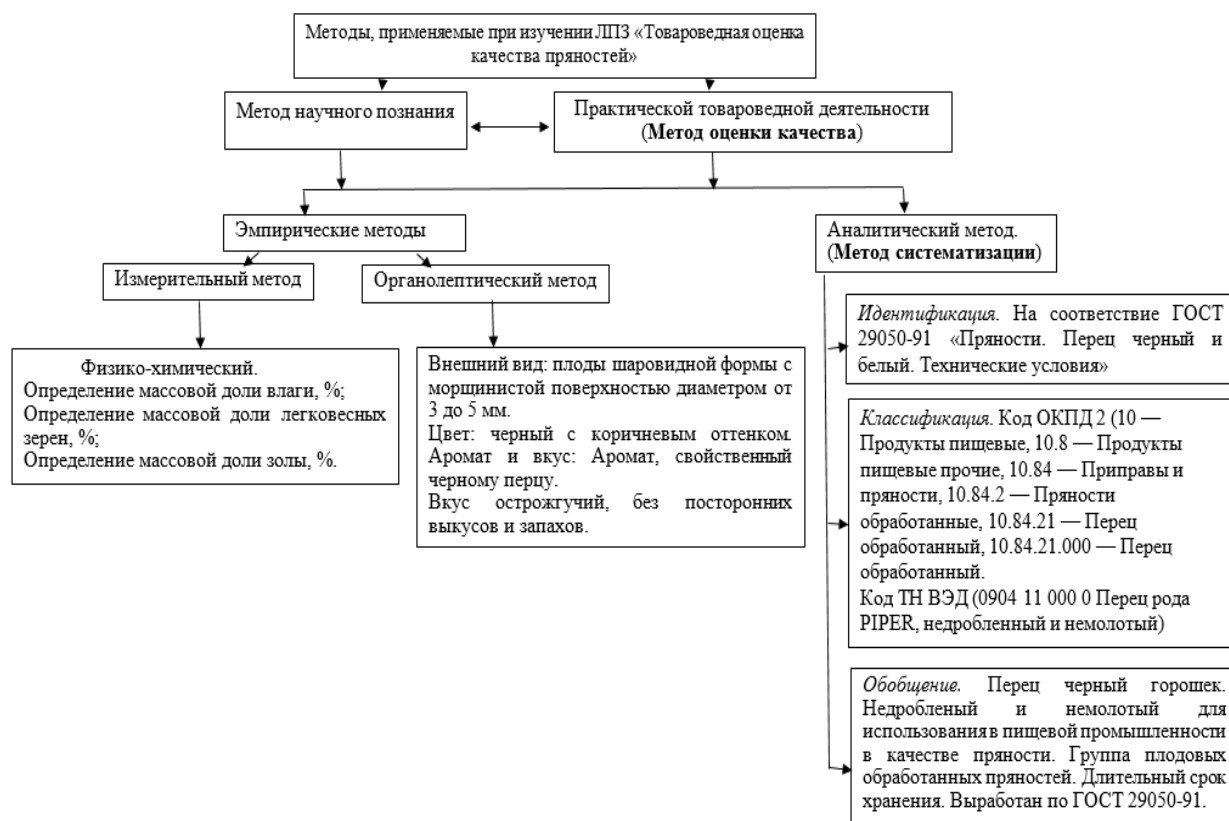 Методы, применяемые при изучении ЛПЗ «Товароведная оценка
качества пряностей»
Метод научного познания
Практической товароведной деятельности
(Метод оценки качества)
Эмпирические методы
Аналитический метод.
(Метод систематизации)
Измерительный метод
Органолептический метод
Физико-химический.
Определение массовой доли влаги, %;
Определение массовой доли легковесных
зерен, %;
Определение массовой доли золы, %.
Внешний вид: плоды шаровидной формы с
морщинистой поверхностью диаметром от
3 до 5 мм.
Цвет: черный с коричневым оттенком.
Аромат и вкус: Аромат, свойственный
черному перцу.
Вкус острожгучий, без посторонних
выкусов и запахов.
Идентификация. На соответствие ГОСТ
29050-91 «Пряности. Перец черный и
белый. Технические условия»
Классификация. Код ОКПД 2 (10 —
Продукты пищевые, 10.8 — Продукты
пищевые прочие, 10.84 — Приправы и
пряности, 10.84.2 — Пряности
обработанные, 10.84.21 — Перец
обработанный, 10.84.21.000 — Перец
обработанный.
Код ТН ВЭД (0904 11 000 0 Перец рода
PIPER, недробленный и немолотый)
Обобщение. Перец черный горошек.
Недробленый и немолотый для
использования в пищевой промышленности
в качестве пряности. Группа плодовых
обработанных пряностей. Длительный срок
хранения. Выработан по ГОСТ 29050-91.